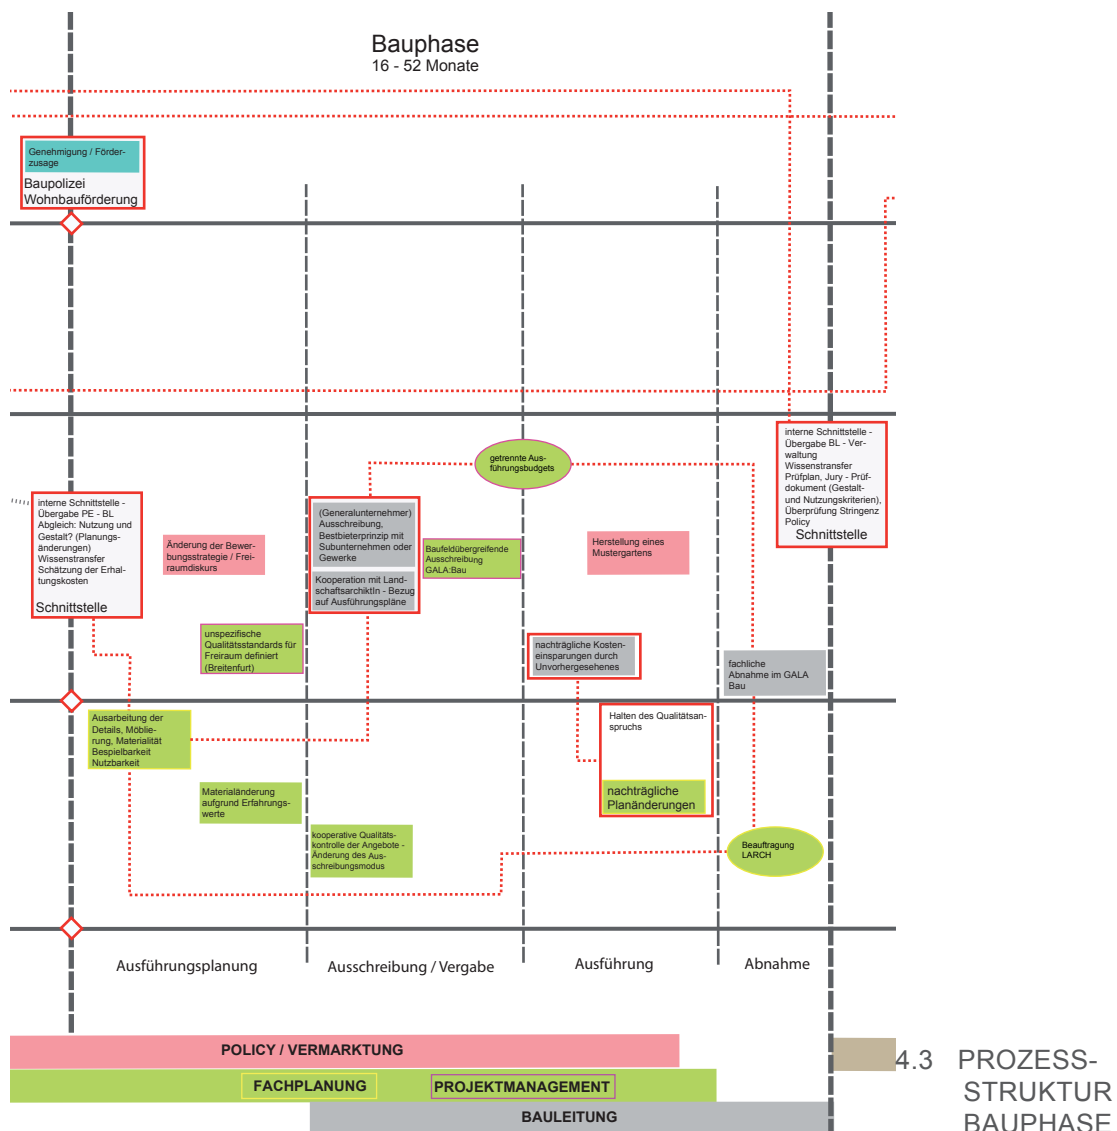 Bauphase
16 - 52 Monate
Genehmigung / Förder-
zusage
Baupolizei
Wohnbauförderung
interne Schnittstelle -
Übergabe BL - Ver-
waltung
Wissenstransfer
Prüfplan, Jury - Prüf-
dokument (Gestalt-
und Nutzungskriterien),
Überprüfung Stringenz
Policy
Schnittstelle
getrennte Aus-
führungsbudgets
interne Schnittstelle -
Übergabe PE - BL
Abgleich: Nutzung und
Gestalt? (Planungs-
änderungen)
Wissenstransfer
Schätzung der Erhal-
tungskosten
Schnittstelle
Änderung der Bewer-
bungsstrategie / Frei-
raumdiskurs
(Generalunternehmer)
Ausschreibung,
Bestbieterprinzip mit
Subunternehmen oder
Gewerke
Kooperation mit Land-
schaftsarchiktIn - Bezug
auf Ausführungspläne
Baufeldübergreifende
Ausschreibung
GALA:Bau
Herstellung eines
Mustergartens
unspezifische
Qualitätsstandards für
Freiraum definiert
(Breitenfurt)
nachträgliche Kosten-
einsparungen durch
Unvorhergesehenes
fachliche
Abnahme im GALA
Bau
Ausarbeitung der
Details, Möblie-
rung, Materialität
Bespielbarkeit
Nutzbarkeit
Halten des Qualitätsan-
spruchs
nachträgliche
Planänderungen
Materialänderung
aufgrund Erfahrungs-
werte
kooperative Qualitäts-
kontrolle der Angebote -
Änderung des Aus-
schreibungsmodus
Beauftragung
LARCH
Ausführungsplanung
Ausschreibung / Vergabe
Ausführung
Abnahme
POLICY / VERMARKTUNG
FACHPLANUNG
PROJEKTMANAGEMENT
BAULEITUNG
4.3 PROZESS-
STRUKTUR
BAUPHASE